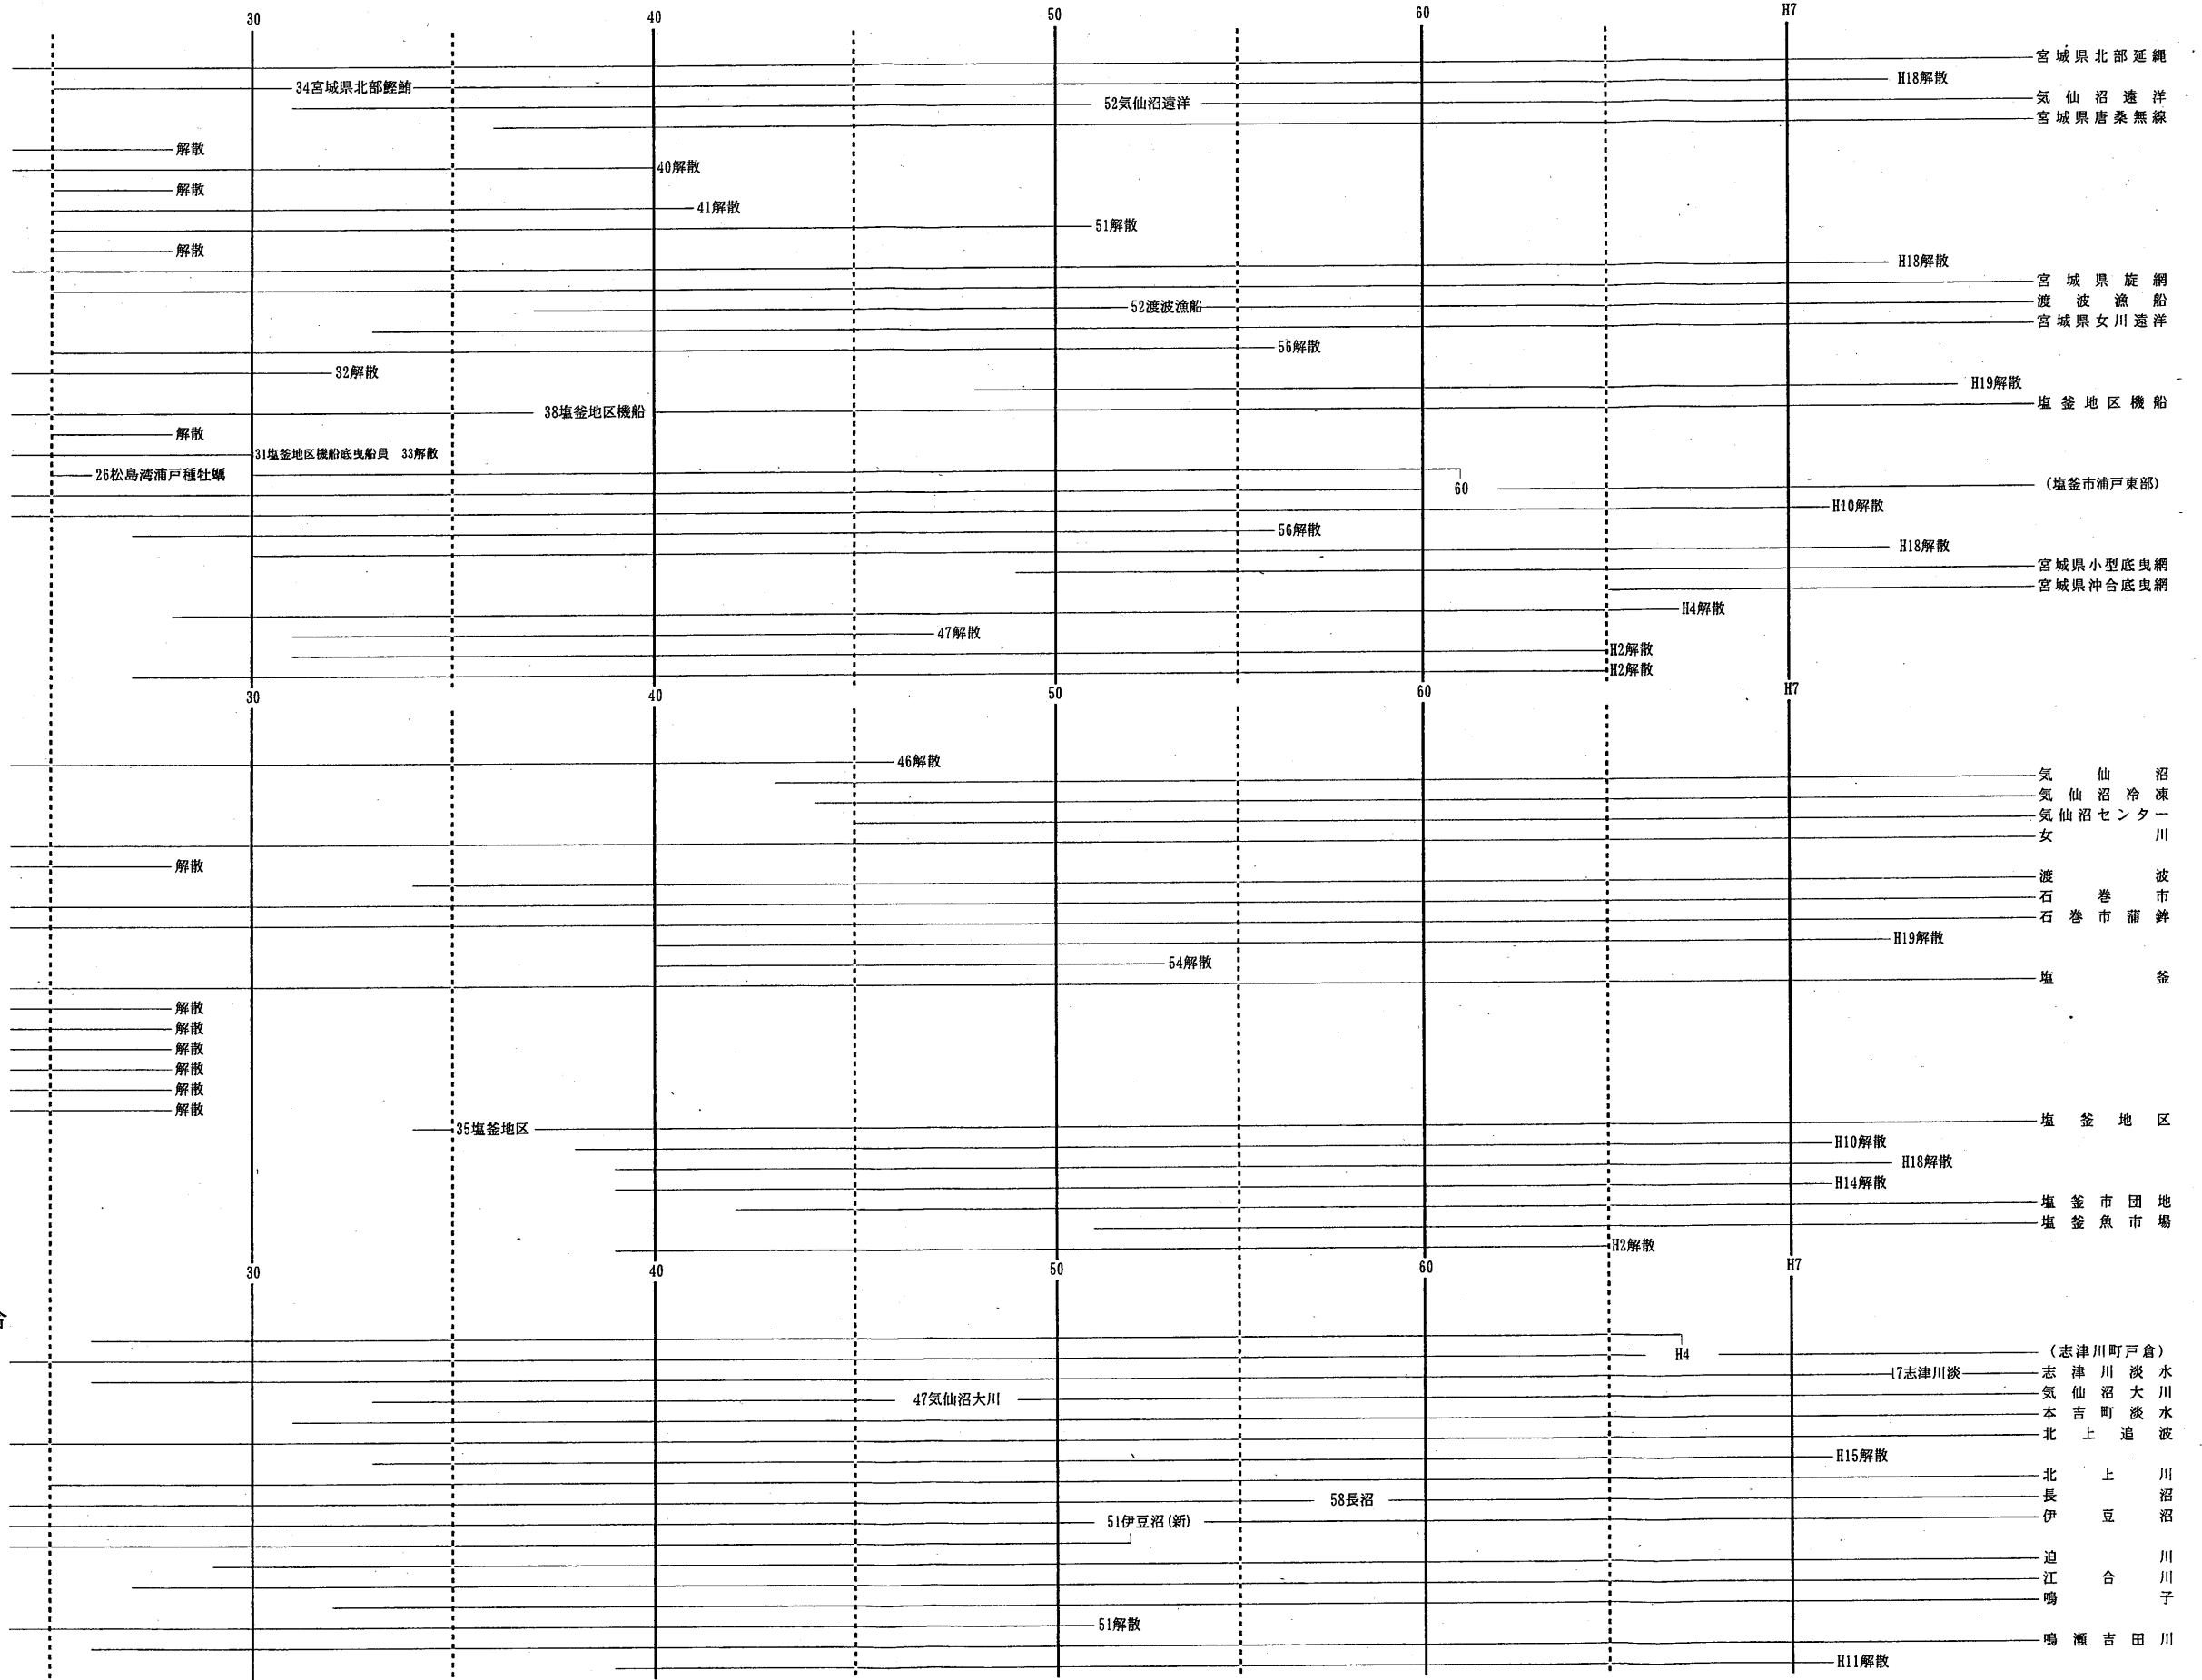 30 40 50 60 H7
宮城県北部延縄
34宮城県北部鰹鮪 H18解散
52気仙沼遠洋 気仙沼遠洋
宮城県唐桑無線
解散
40解散
解散
41解散
51解散
解散
H18解散
宮城県旋網
52渡波漁船 渡波漁船
宮城県女川遠洋
56解散
32解散
H19解散
38塩釜地区機船 塩釜地区機船
解散
31塩釜地区機船底曳船員 33解散
26松島湾浦戸種牡蠣
60 (塩釜市浦戸東部)
H10解散
56解散
H18解散
宮城県小型底曳網
宮城県沖合底曳網
H4解散
47解散
H2解散
H2解散
30 40 50 60 H7
46解散
気仙沼
気仙沼冷凍
気仙沼センター
女川
解散
渡波
石巻市
石巻市蒲鉾
H19解散
54解散
塩釜
解散
解散
解散
解散
解散
解散
35塩釜地区 塩釜地区
H10解散
H18解散
H14解散
塩釜市団地
塩釜魚市場
H2解散
30 40 50 60 H7
H4 (志津川町戸倉)
17志津川淡 志津川淡水
47気仙沼大川 気仙沼大川
本吉町淡水
北上追波
H15解散
北上川
58長沼 長沼
51伊豆沼(新) 伊豆沼
迫川
江合川
鳴子
51解散
鳴瀬吉田川
H11解散